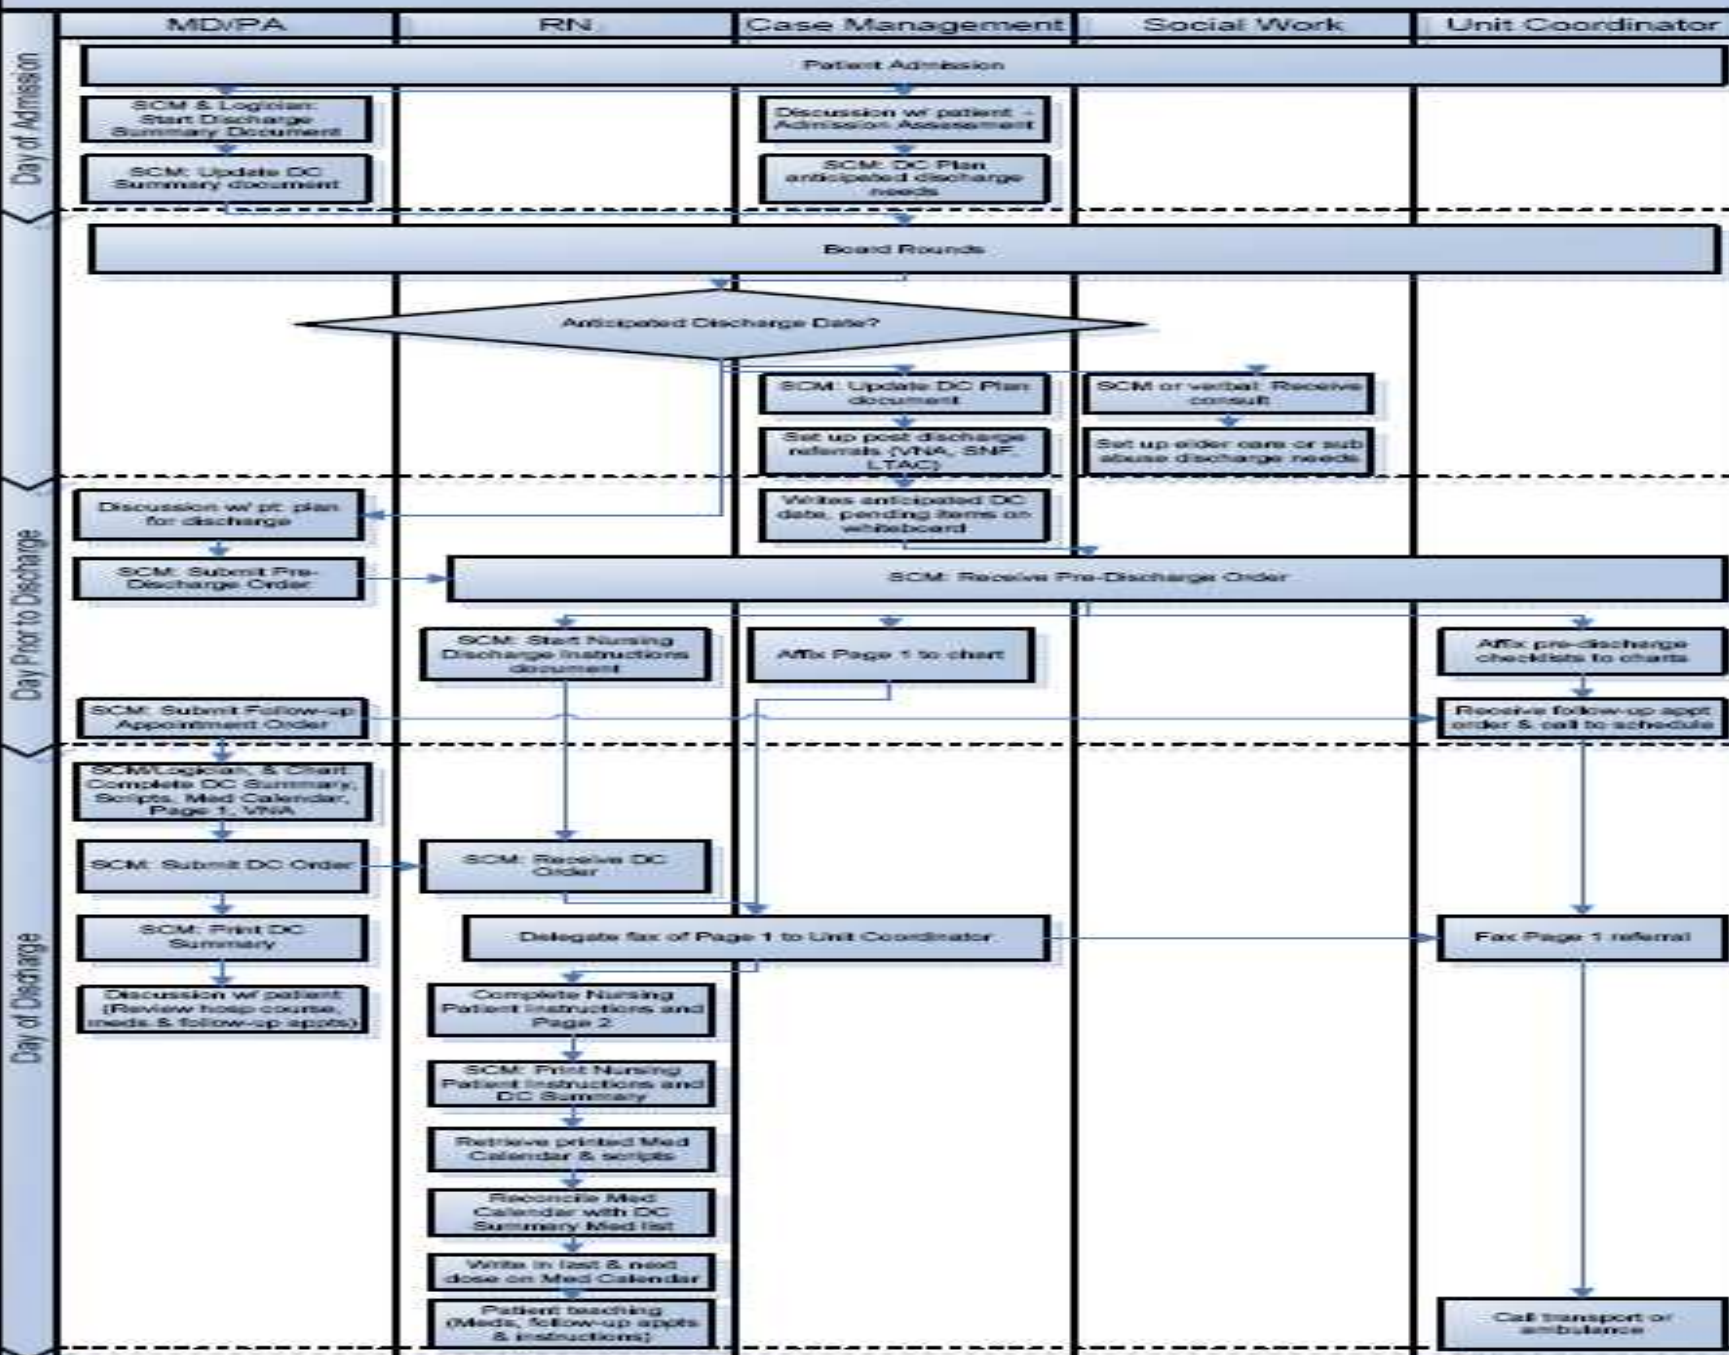 MD/PA
RN
Case Management
Social Work
Unit Coordinator
Day of Admission
Patient Admission
SCM & Logician:
Start Discharge
Summary Document
Discussion w/ patient -
Admission Assessment
SCM: Update DC
Summary document
SCM: DC Plan
anticipated discharge
needs
Board Rounds
Anticipated Discharge Date?
SCM: Update DC Plan
document
SCM or verbal: Receive
consult
Set up post discharge
referrals (VNA, SNF,
LTAC)
Set up elder care or sub
abuse discharge needs
Day Prior to Discharge
Discussion w/ pt: plan
for discharge
Writes anticipated DC
date, pending items on
whiteboard
SCM: Submit Pre-
Discharge Order
SCM: Receive Pre-Discharge Order
SCM: Start Nursing
Discharge Instructions
document
Affix Page 1 to chart
Affix pre-discharge
checklists to charts
SCM: Submit Follow-up
Appointment Order
Receive follow-up appt
order & call to schedule
Day of Discharge
SCM/Logician, & Chart:
Complete DC Summary,
Scripts, Med Calendar,
Page 1, VNA
SCM: Submit DC Order
SCM: Receive DC
Order
SCM: Print DC
Summary
Delegate fax of Page 1 to Unit Coordinator
Fax Page 1 referral
Discussion w/ patient
(Review hosp course,
meds & follow-up appts)
Complete Nursing
Patient Instructions and
Page 2
SCM: Print Nursing
Patient Instructions and
DC Summary
Retrieve printed Med
Calendar & scripts
Reconcile Med
Calendar with DC
Summary Med list
Write in last & next
dose on Med Calendar
Patient teaching
(Meds, follow-up appts
& instructions)
Call transport or
ambulance